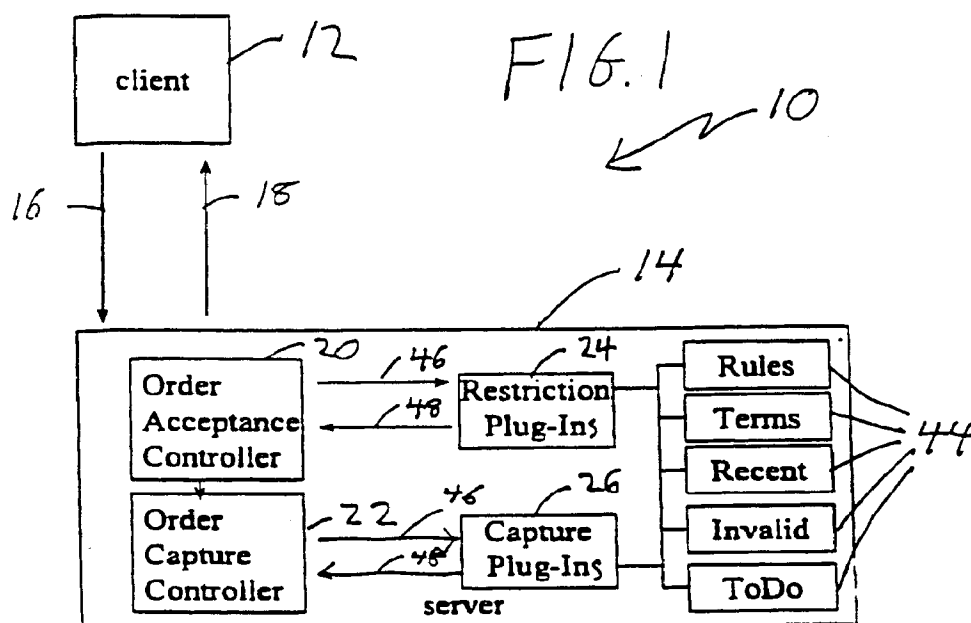 12
client
FIG. 1
10
16
18
14
20
46
24
Order
Acceptance
Controller
48
Restriction
Plug-Ins
Rules
Terms
Recent
Invalid
ToDo
44
Order
Capture
Controller
22
46
48
26
Capture
Plug-Ins
server